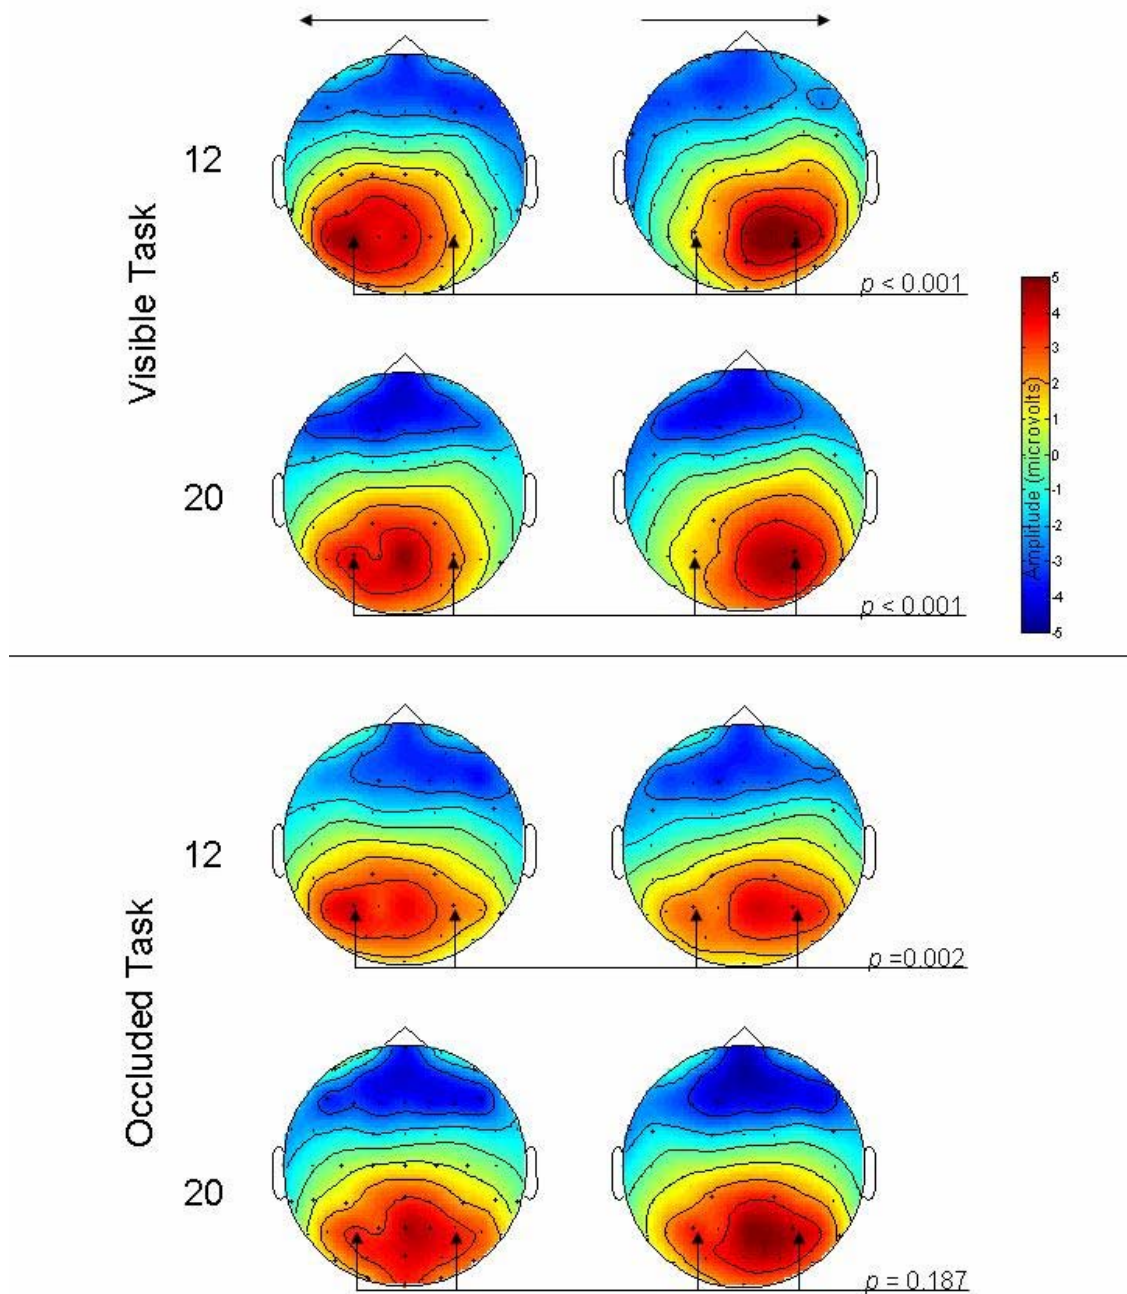 Visible Task
12
p < 0.001
20
p < 0.001
5
4
3
2
1
0
-1
-2
-3
-4
-5
Amplitude (microvolts)
Occluded Task
12
p =0.002
20
p = 0.187